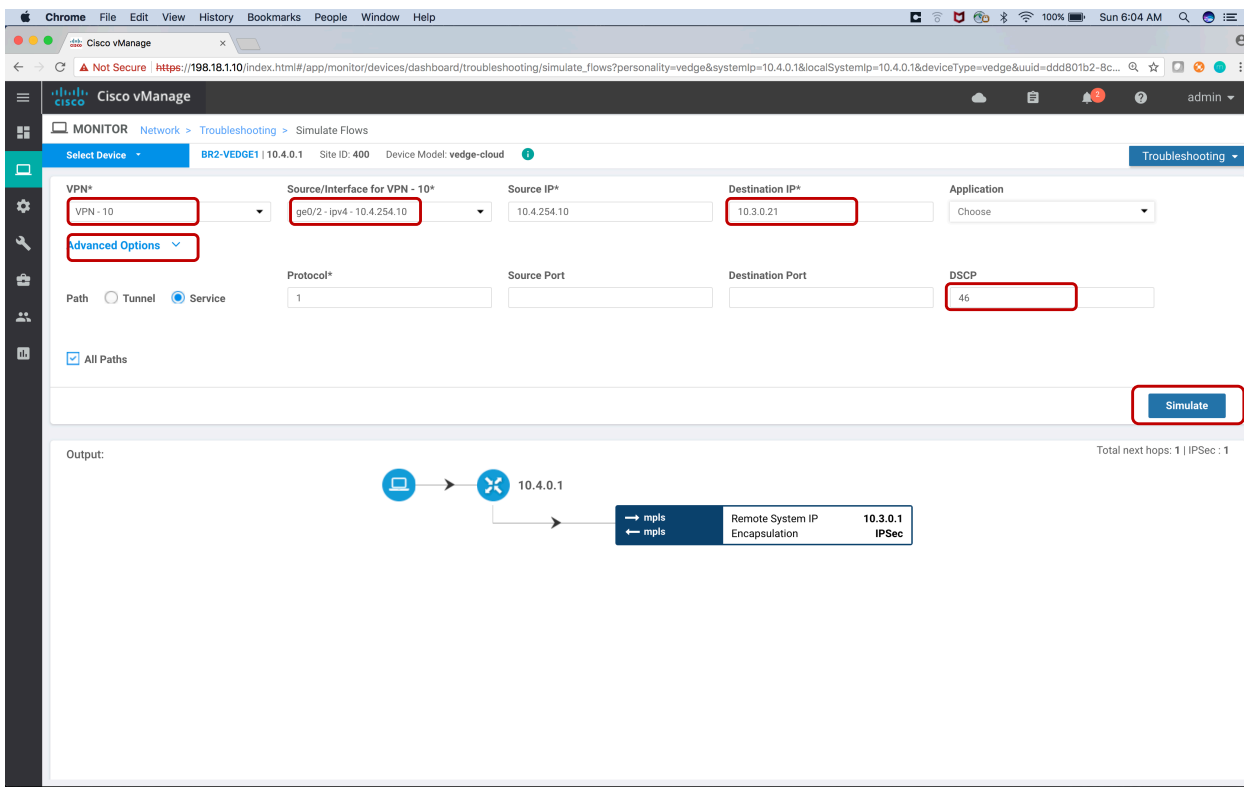 Chrome File Edit View History Bookmarks People Window Help 100% Sun 6:04 AM
Cisco vManage ×
Not Secure https://198.18.1.10/index.html#/app/monitor/devices/dashboard/troubleshooting/simulate_flows?personality=vedge&systemIp=10.4.0.1&localSystemIp=10.4.0.1&deviceType=vedge&uuid=ddd801b2-8c...
cisco Cisco vManage 2 admin
MONITOR Network > Troubleshooting > Simulate Flows
Select Device BR2-VEDGE1 | 10.4.0.1 Site ID: 400 Device Model: vedge-cloud Troubleshooting
VPN* Source/Interface for VPN - 10* Source IP* Destination IP* Application
VPN - 10 ge0/2 - ipv4 - 10.4.254.10 10.4.254.10 10.3.0.21 Choose
Advanced Options
Protocol* Source Port Destination Port DSCP
Path Tunnel Service 1 46
All Paths
Simulate
Output: Total next hops: 1 | IPSec : 1
10.4.0.1
→ mpls Remote System IP 10.3.0.1
← mpls Encapsulation IPSec